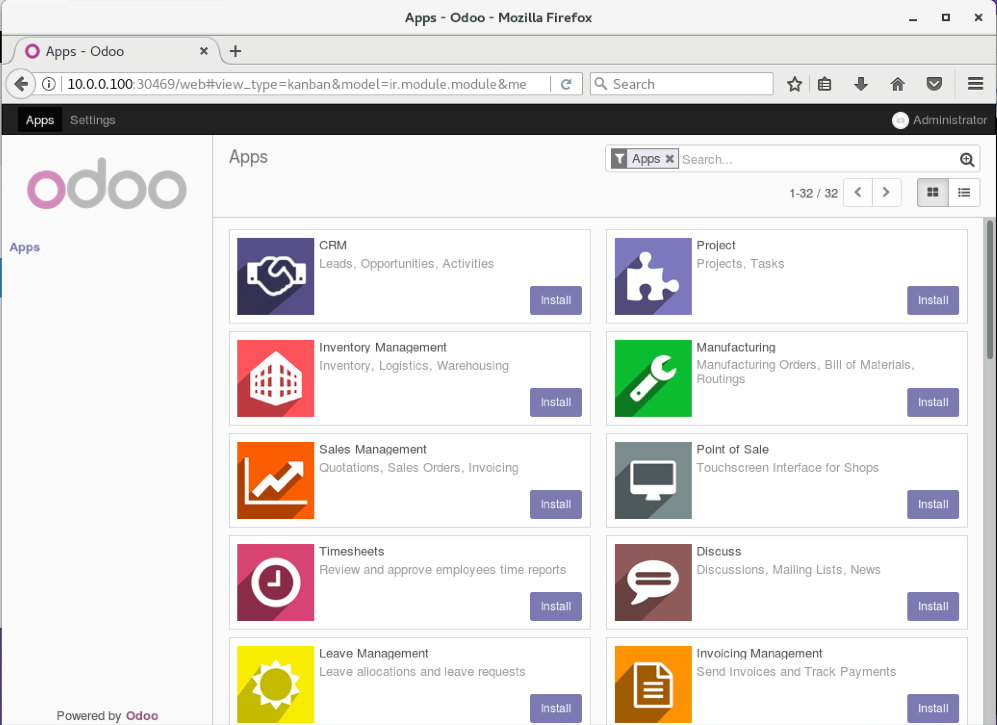 Apps - Odoo - Mozilla Firefox
Apps - Odoo
10.0.0.100:30469/web#view_type=kanban&model=ir.module.module&me
Search
Apps Settings
Administrator
odoo
Apps
Apps
Apps
Search...
1-32 / 32
CRM
Leads, Opportunities, Activities
Install
Project
Projects, Tasks
Install
Inventory Management
Inventory, Logistics, Warehousing
Install
Manufacturing
Manufacturing Orders, Bill of Materials,
Routings
Install
Sales Management
Quotations, Sales Orders, Invoicing
Install
Point of Sale
Touchscreen Interface for Shops
Install
Timesheets
Review and approve employees time reports
Install
Discuss
Discussions, Mailing Lists, News
Install
Leave Management
Leave allocations and leave requests
Install
Invoicing Management
Send Invoices and Track Payments
Install
Powered by Odoo